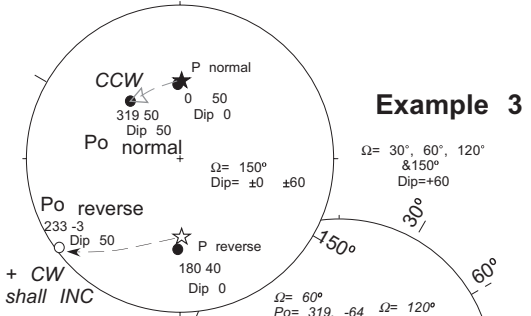 P normal
CCW
0 50
Dip 0
319 50
Dip 50
Po normal
Ω= 150°
Dip= ±0 ±60
Example 3
Ω= 30°, 60°, 120°
&150º
Dip=+60
30º
60º
150º
Po reverse
233 -3
Dip 50
P reverse
180 40
Dip 0
+ CW
shall INC
Ω= 60º
Po= 319, -64
Ω= 120º